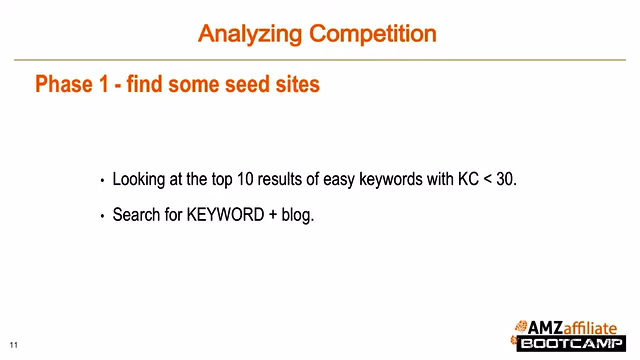 Analyzing Competition
Phase 1 - find some seed sites
• Looking at the top 10 results of easy keywords with KC < 30.
• Search for KEYWORD + blog.
11
AMZaffiliate
BOOTCAMP